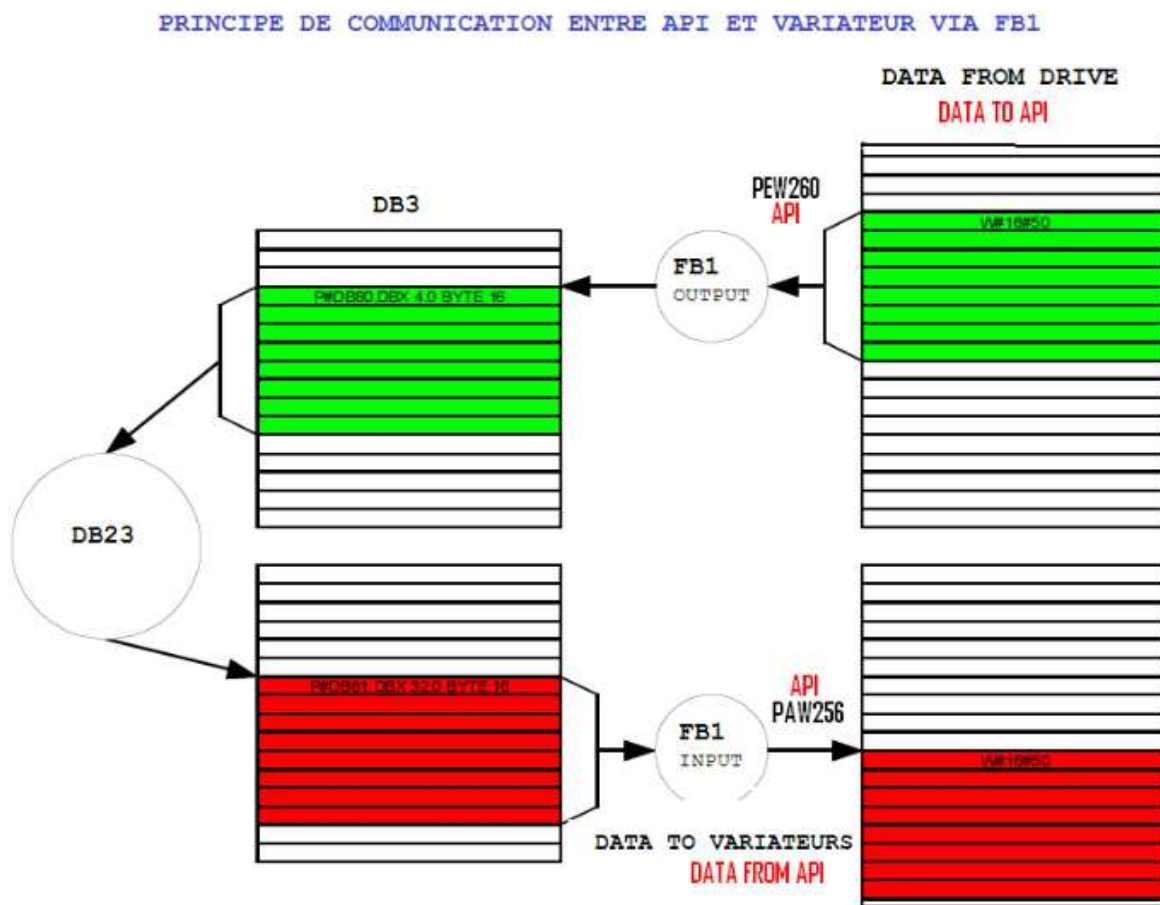 PRINCIPE DE COMMUNICATION ENTRE API ET VARIATEUR VIA FB1
DATA FROM DRIVE
DATA TO API
PEW260
API
DB3
W#16#50
FB1
OUTPUT
P#DB60.DBX 4.0 BYTE 16
DB23
P#DB61.DBX 32.0 BYTE 16
API
PAW256
FB1
INPUT
W#16#50
DATA TO VARIATEURS
DATA FROM API